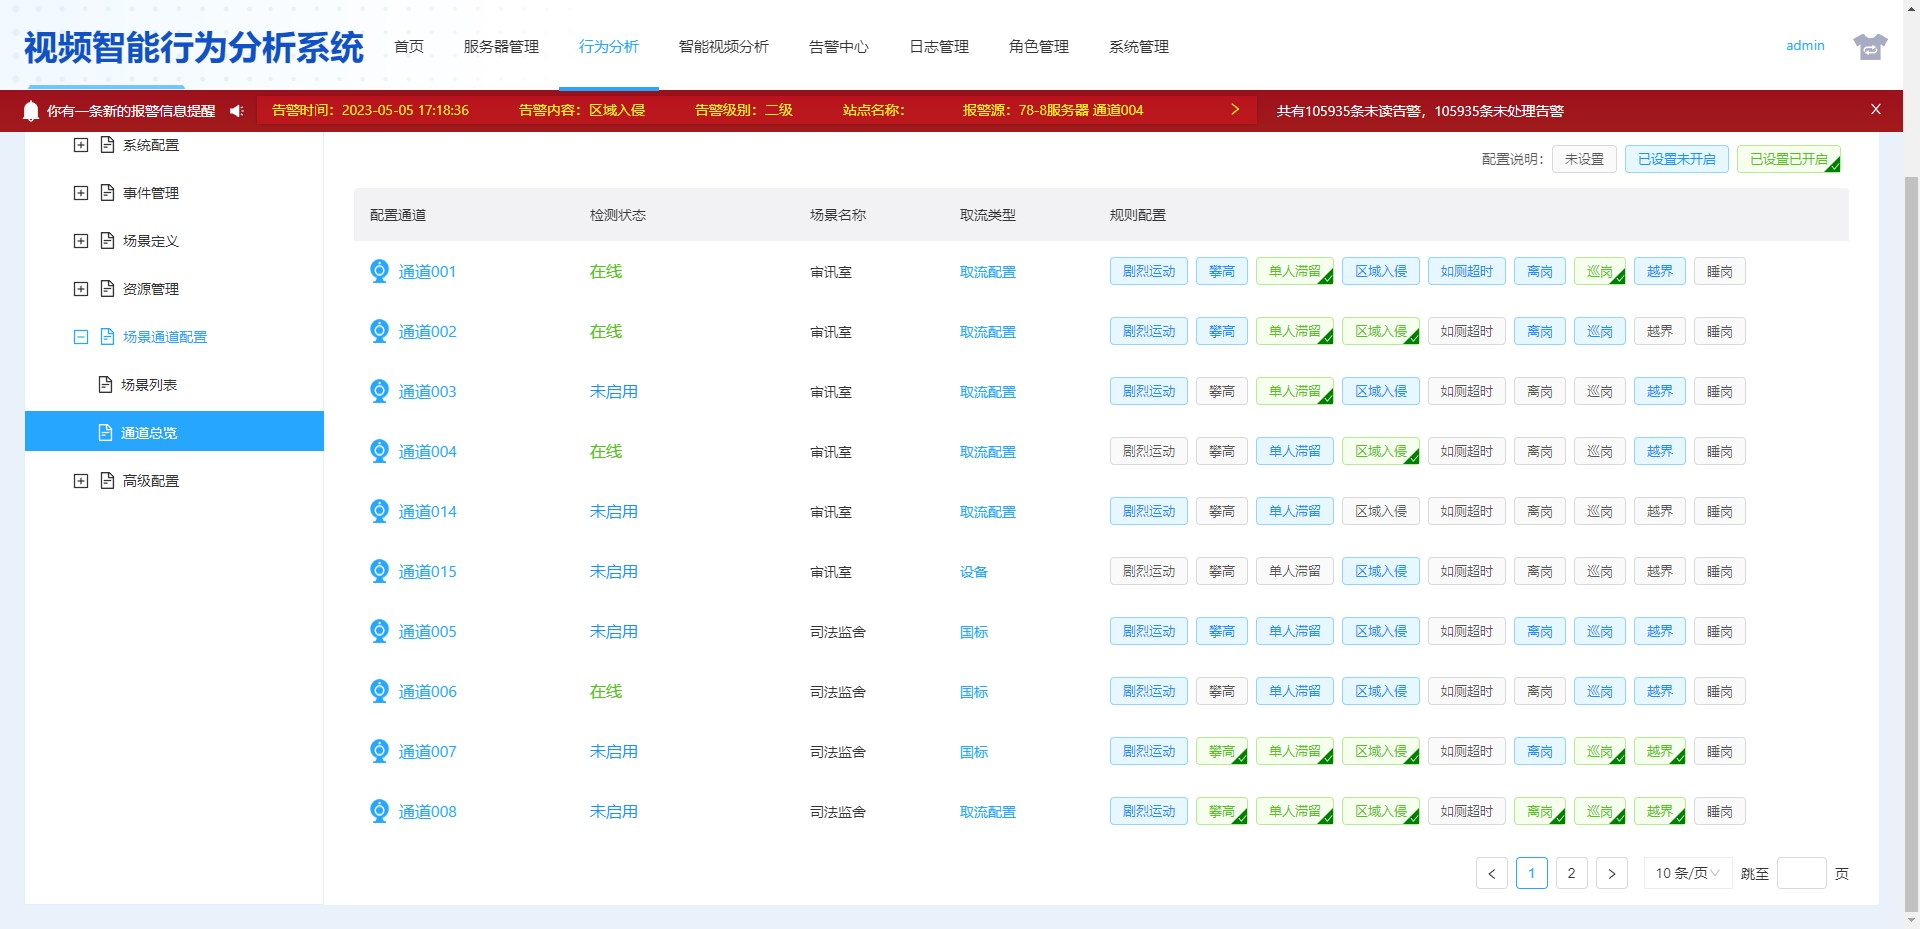 视频智能行为分析系统
首页 服务器管理 行为分析 智能视频分析 告警中心 日志管理 角色管理 系统管理 admin
你有一条新的报警信息提醒 告警时间：2023-05-05 17:18:36 告警内容：区域入侵 告警级别：二级 站点名称： 报警源：78-8服务器 通道004 > 共有105935条未读告警，105935条未处理告警 X
系统配置
事件管理
场景定义
资源管理
场景通道配置
场景列表
通道总览
高级配置
配置说明： 未设置 已设置未开启 已设置已开启
配置通道 检测状态 场景名称 取流类型 规则配置
通道001 在线 审讯室 取流配置 剧烈运动 攀高 单人滞留 区域入侵 如厕超时 离岗 巡岗 越界 睡岗
通道002 在线 审讯室 取流配置 剧烈运动 攀高 单人滞留 区域入侵 如厕超时 离岗 巡岗 越界 睡岗
通道003 未启用 审讯室 取流配置 剧烈运动 攀高 单人滞留 区域入侵 如厕超时 离岗 巡岗 越界 睡岗
通道004 在线 审讯室 取流配置 剧烈运动 攀高 单人滞留 区域入侵 如厕超时 离岗 巡岗 越界 睡岗
通道014 未启用 审讯室 取流配置 剧烈运动 攀高 单人滞留 区域入侵 如厕超时 离岗 巡岗 越界 睡岗
通道015 未启用 审讯室 设备 剧烈运动 攀高 单人滞留 区域入侵 如厕超时 离岗 巡岗 越界 睡岗
通道005 未启用 司法监舍 国标 剧烈运动 攀高 单人滞留 区域入侵 如厕超时 离岗 巡岗 越界 睡岗
通道006 在线 司法监舍 国标 剧烈运动 攀高 单人滞留 区域入侵 如厕超时 离岗 巡岗 越界 睡岗
通道007 未启用 司法监舍 国标 剧烈运动 攀高 单人滞留 区域入侵 如厕超时 离岗 巡岗 越界 睡岗
通道008 未启用 司法监舍 取流配置 剧烈运动 攀高 单人滞留 区域入侵 如厕超时 离岗 巡岗 越界 睡岗
< 1 2 > 10 条/页 跳至 页